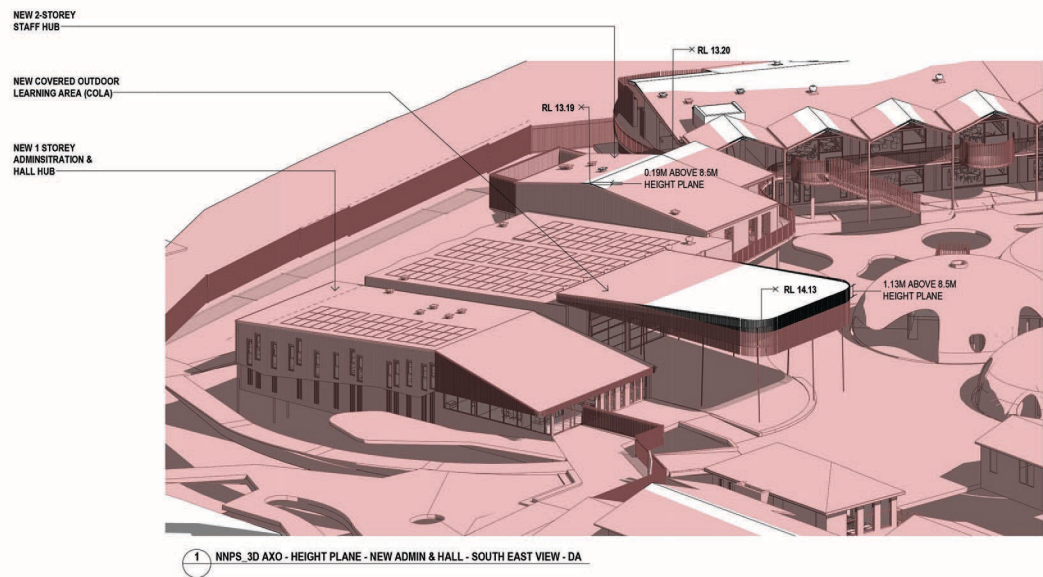 NEW 2-STOREY
STAFF HUB
RL 13.20
NEW COVERED OUTDOOR
LEARNING AREA (COLA)
RL 13.19
NEW 1 STOREY
ADMINSITRATION &
HALL HUB
0.19M ABOVE 8.5M
HEIGHT PLANE
RL 14.13
1.13M ABOVE 8.5M
HEIGHT PLANE
1 NNPS_3D AXO - HEIGHT PLANE - NEW ADMIN & HALL - SOUTH EAST VIEW - DA